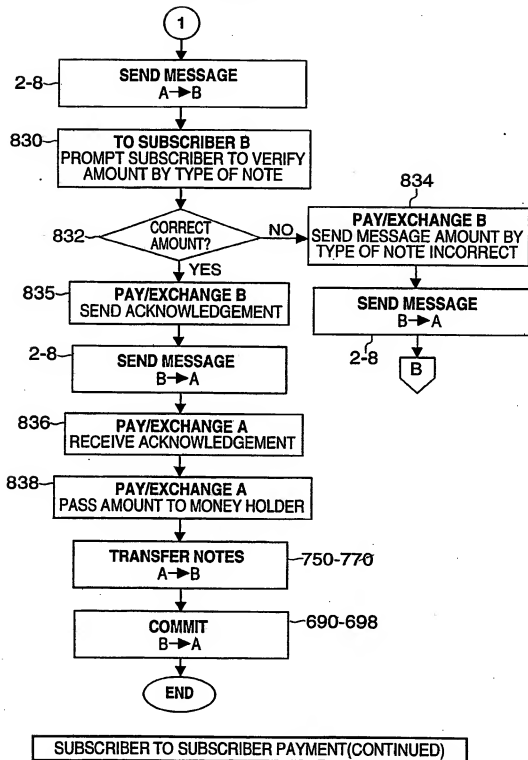 1
2-8
SEND MESSAGE
A→B
830
TO SUBSCRIBER B
PROMPT SUBSCRIBER TO VERIFY
AMOUNT BY TYPE OF NOTE
832
CORRECT
AMOUNT?
NO
YES
834
PAY/EXCHANGE B
SEND MESSAGE AMOUNT BY
TYPE OF NOTE INCORRECT
SEND MESSAGE
B→A
2-8
B
835
PAY/EXCHANGE B
SEND ACKNOWLEDGEMENT
2-8
SEND MESSAGE
B→A
836
PAY/EXCHANGE A
RECEIVE ACKNOWLEDGEMENT
838
PAY/EXCHANGE A
PASS AMOUNT TO MONEY HOLDER
TRANSFER NOTES
A→B
750-770
COMMIT
B→A
690-698
END
SUBSCRIBER TO SUBSCRIBER PAYMENT(CONTINUED)